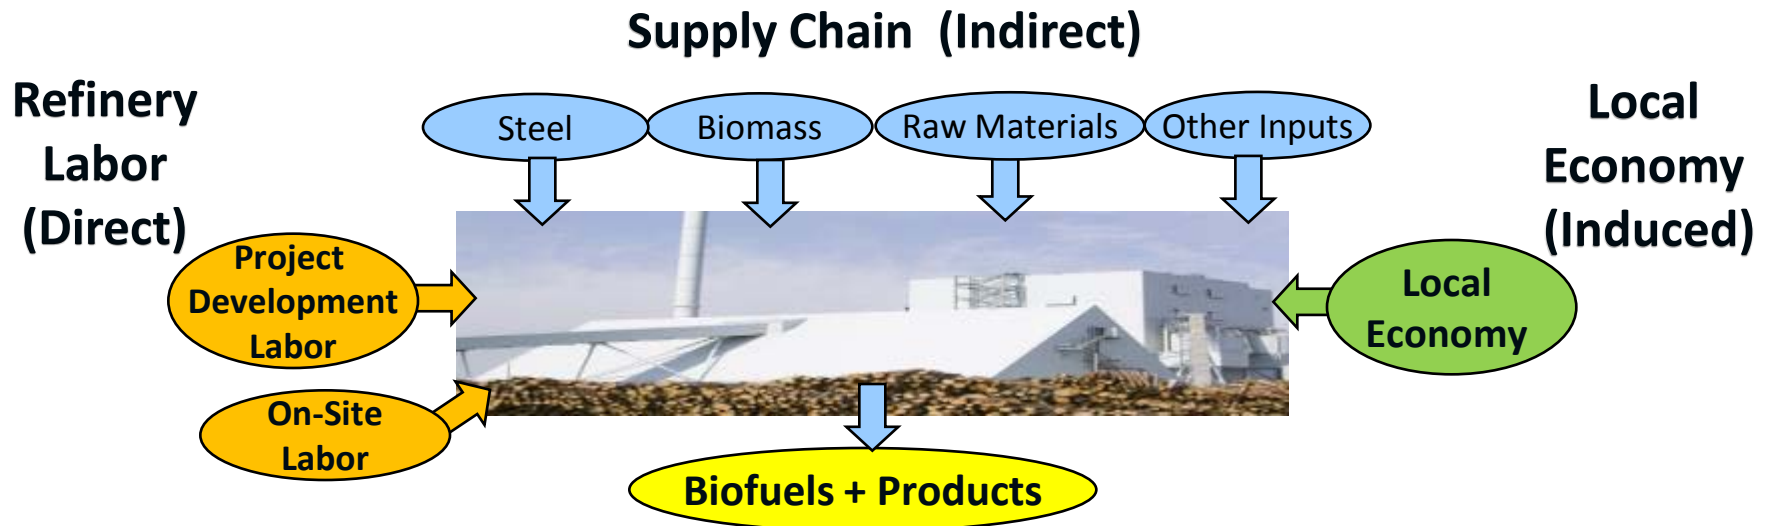 Supply Chain (Indirect)
Refinery
Labor
(Direct)
Local
Economy
(Induced)
Steel
Biomass
Raw Materials
Other Inputs
Project
Development
Labor
On-Site
Labor
Local
Economy
Biofuels + Products